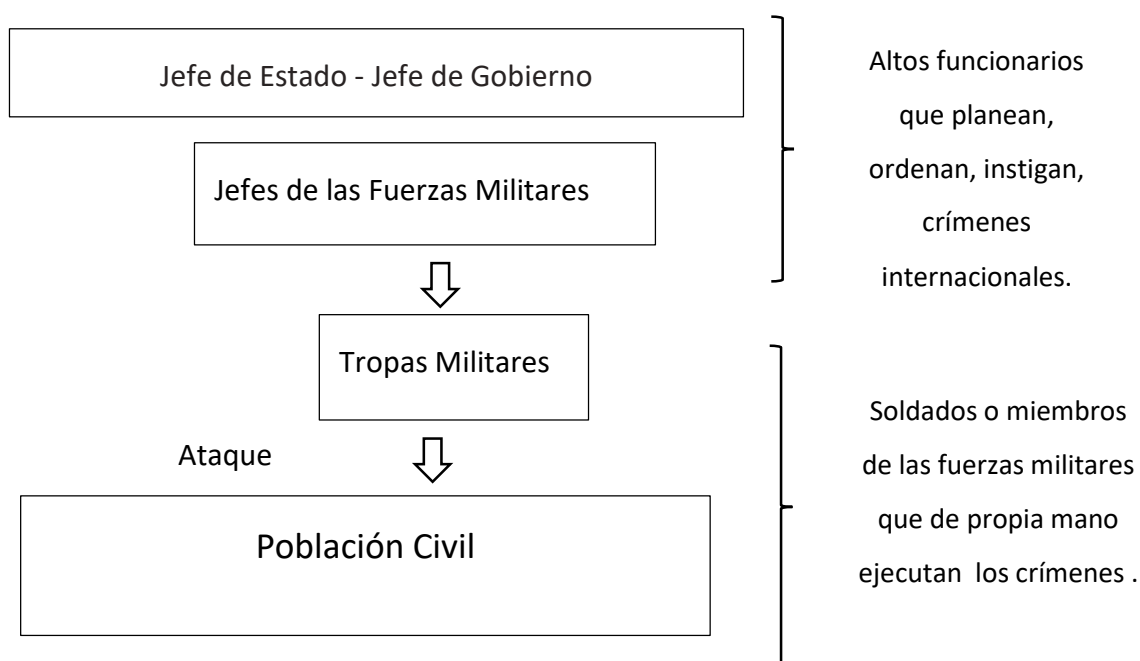 Jefe de Estado - Jefe de Gobierno
Jefes de las Fuerzas Militares
Altos funcionarios
que planean,
ordenan, instigan,
crímenes
internacionales.
Tropas Militares
Ataque
Población Civil
Soldados o miembros
de las fuerzas militares
que de propia mano
ejecutan los crímenes .